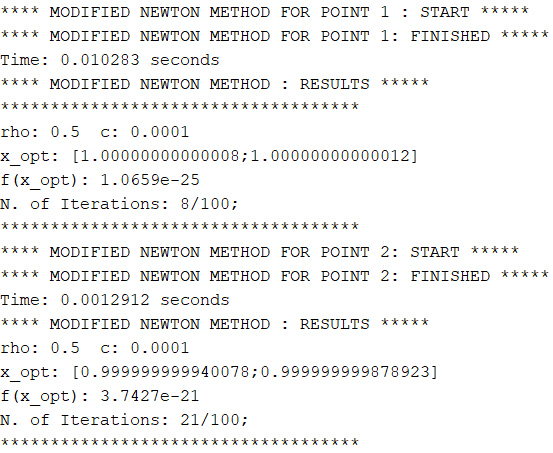 **** MODIFIED NEWTON METHOD FOR POINT 1 : START *****
**** MODIFIED NEWTON METHOD FOR POINT 1: FINISHED *****
Time: 0.010283 seconds
**** MODIFIED NEWTON METHOD : RESULTS *****
************************************
rho: 0.5  c: 0.0001
x_opt: [1.00000000000008;1.00000000000012]
f(x_opt): 1.0659e-25
N. of Iterations: 8/100;
************************************
**** MODIFIED NEWTON METHOD FOR POINT 2: START *****
**** MODIFIED NEWTON METHOD FOR POINT 2: FINISHED *****
Time: 0.0012912 seconds
**** MODIFIED NEWTON METHOD : RESULTS *****
rho: 0.5  c: 0.0001
x_opt: [0.999999999940078;0.999999999878923]
f(x_opt): 3.7427e-21
N. of Iterations: 21/100;
************************************